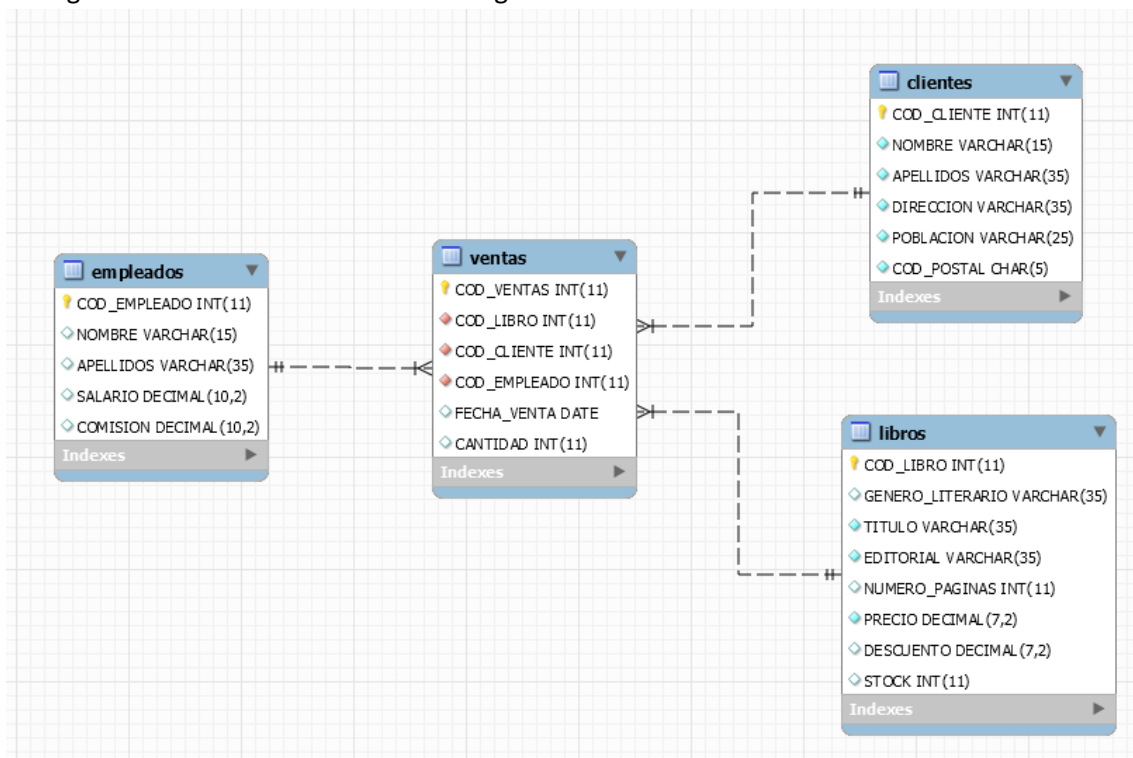 clientes
COD_CLIENTE INT(11)
NOMBRE VARCHAR(15)
APELLIDOS VARCHAR(35)
DIRECCION VARCHAR(35)
POBLACION VARCHAR(25)
COD_POSTAL CHAR(5)
Indexes
empleados
COD_EMPLEADO INT(11)
NOMBRE VARCHAR(15)
APELLIDOS VARCHAR(35)
SALARIO DECIMAL(10,2)
COMISION DECIMAL(10,2)
Indexes
ventas
COD_VENTAS INT(11)
COD_LIBRO INT(11)
COD_CLIENTE INT(11)
COD_EMPLEADO INT(11)
FECHA_VENTA DATE
CANTIDAD INT(11)
Indexes
libros
COD_LIBRO INT(11)
GENERO_LITERARIO VARCHAR(35)
TITULO VARCHAR(35)
EDITORIAL VARCHAR(35)
NUMERO_PAGINAS INT(11)
PRECIO DECIMAL(7,2)
DESCUENTO DECIMAL(7,2)
STOCK INT(11)
Indexes